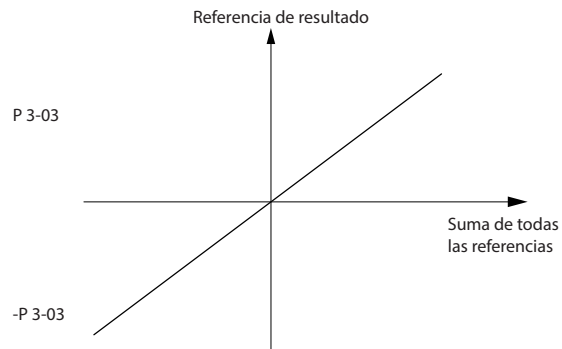 Referencia de resultado
P 3-03
Suma de todas
las referencias
-P 3-03